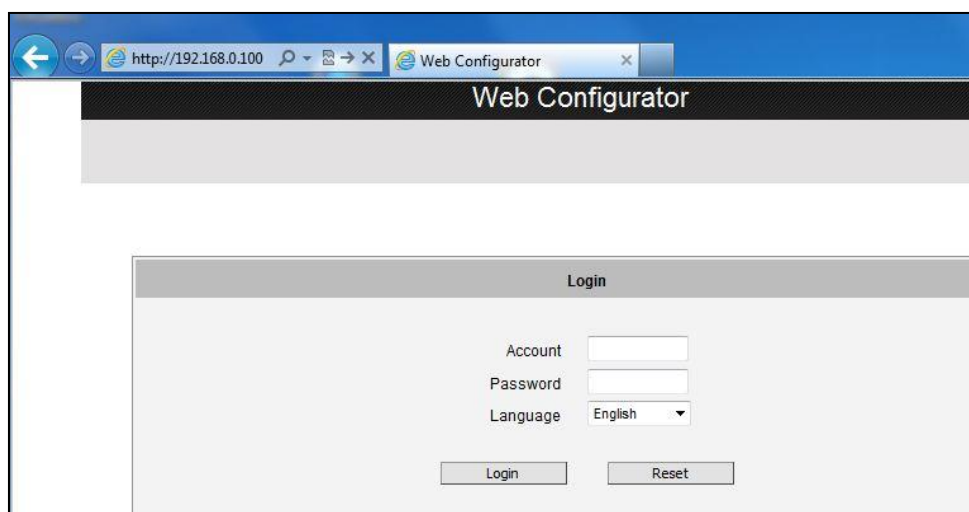 http://192.168.0.100 Web Configurator
Web Configurator
Login
Account
Password
Language English
Login Reset